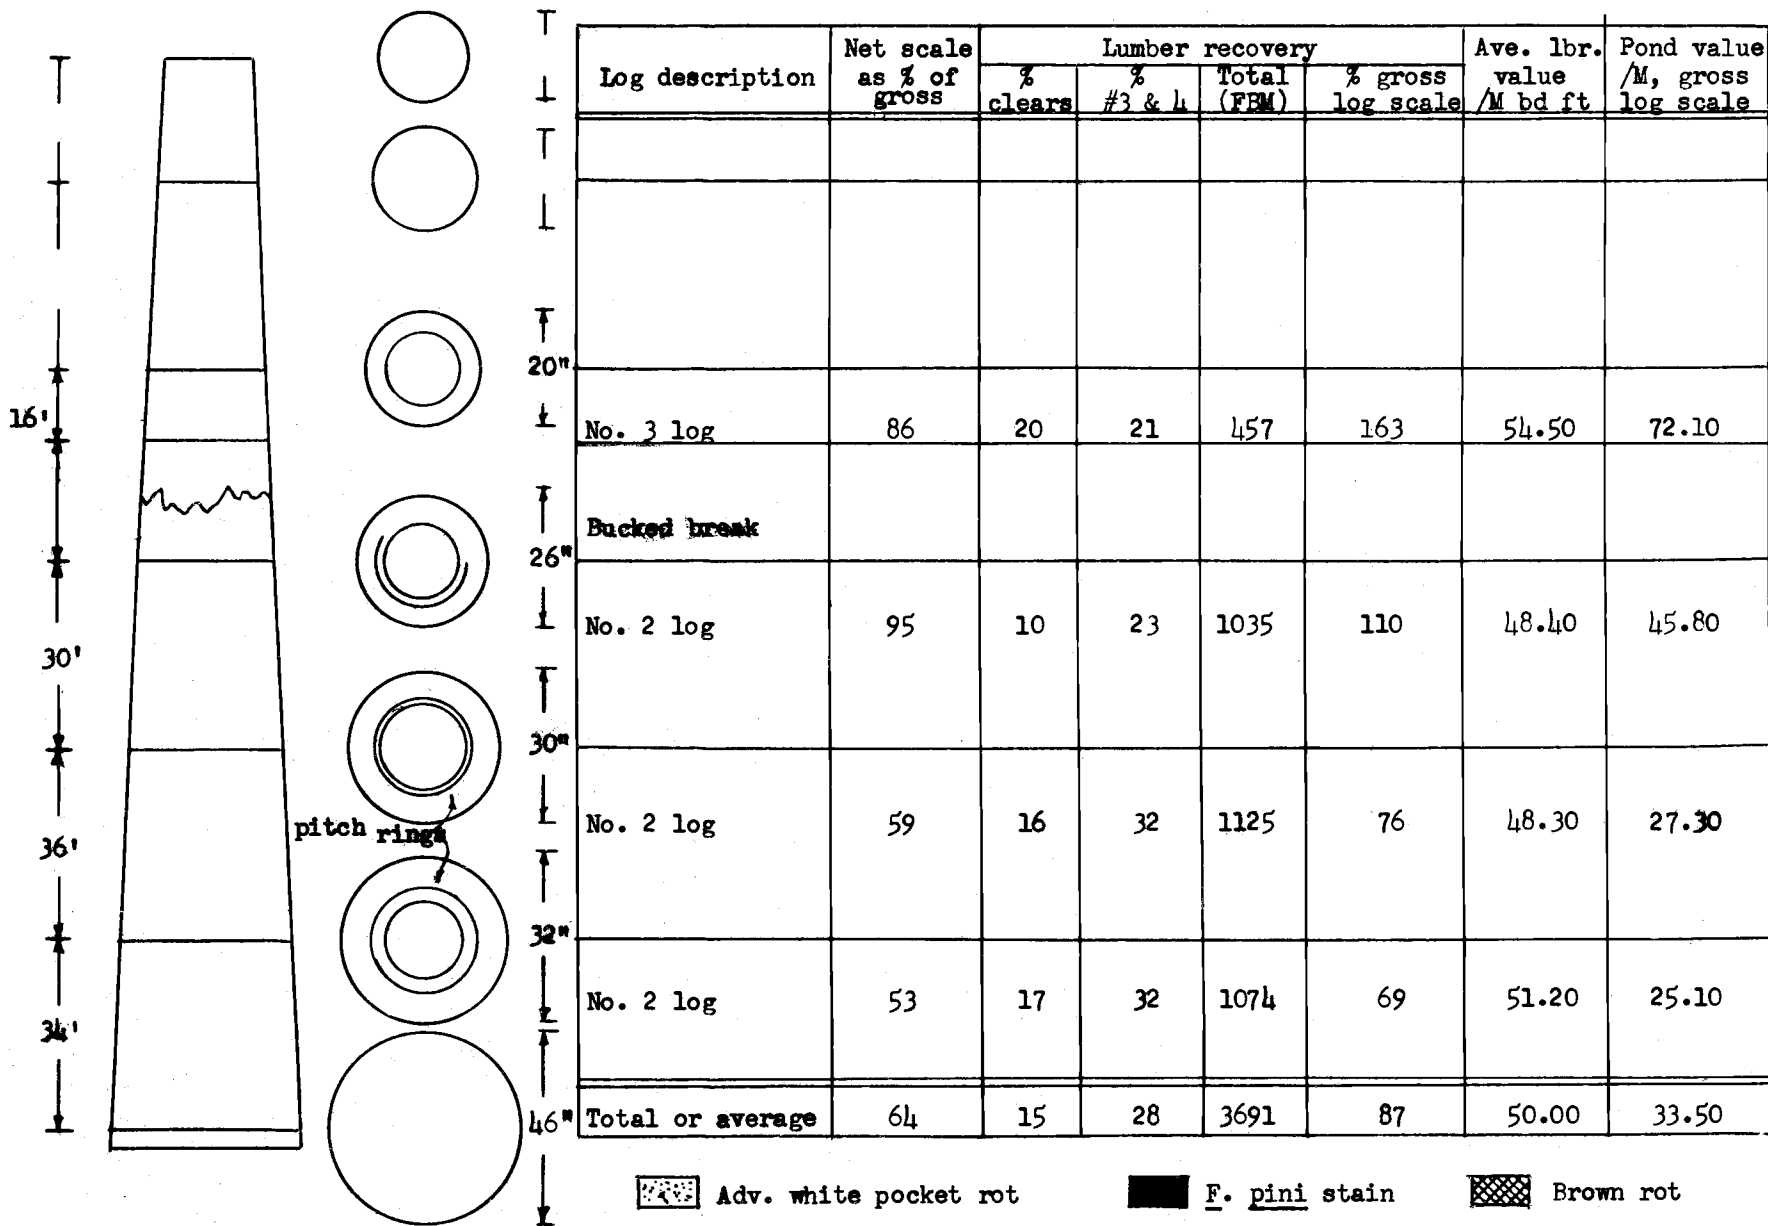 Log description
Net scale
as % of
gross
Lumber recovery
%
clears
%
#3 & 4
Total
(FBM)
% gross
log scale
Ave. lbr.
value
/M bd ft
Pond value
/M, gross
log scale
20"
16'
No. 3 log 86 20 21 457 163 54.50 72.10
Bucked break
26"
No. 2 log 95 10 23 1035 110 48.40 45.80
30'
30"
pitch rings
No. 2 log 59 16 32 1125 76 48.30 27.30
36'
32"
No. 2 log 53 17 32 1074 69 51.20 25.10
34'
46"
Total or average 64 15 28 3691 87 50.00 33.50
Adv. white pocket rot F. pini stain Brown rot